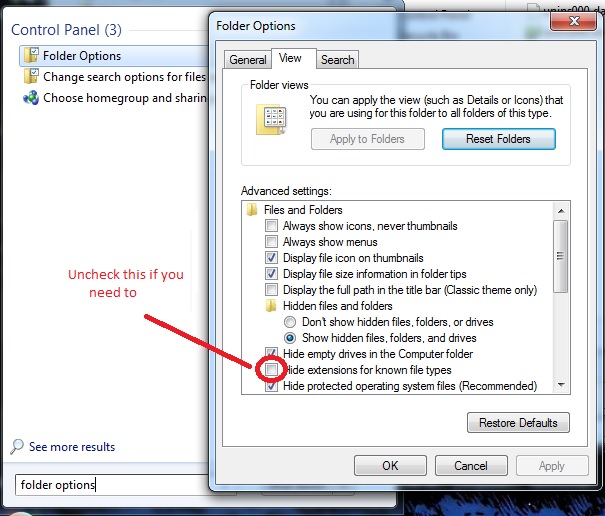 Control Panel (3)
Folder Options
Change search options for files
Choose homegroup and sharin
Uncheck this if you
need to
See more results
folder options
Folder Options
General
View
Search
Folder views
You can apply the view (such as Details or Icons) that
you are using for this folder to all folders of this type.
Apply to Folders
Reset Folders
Advanced settings:
Files and Folders
Always show icons, never thumbnails
Always show menus
Display file icon on thumbnails
Display file size information in folder tips
Display the full path in the title bar (Classic theme only)
Hidden files and folders
Don't show hidden files, folders, or drives
Show hidden files, folders, and drives
Hide empty drives in the Computer folder
Hide extensions for known file types
Hide protected operating system files (Recommended)
Restore Defaults
OK
Cancel
Apply